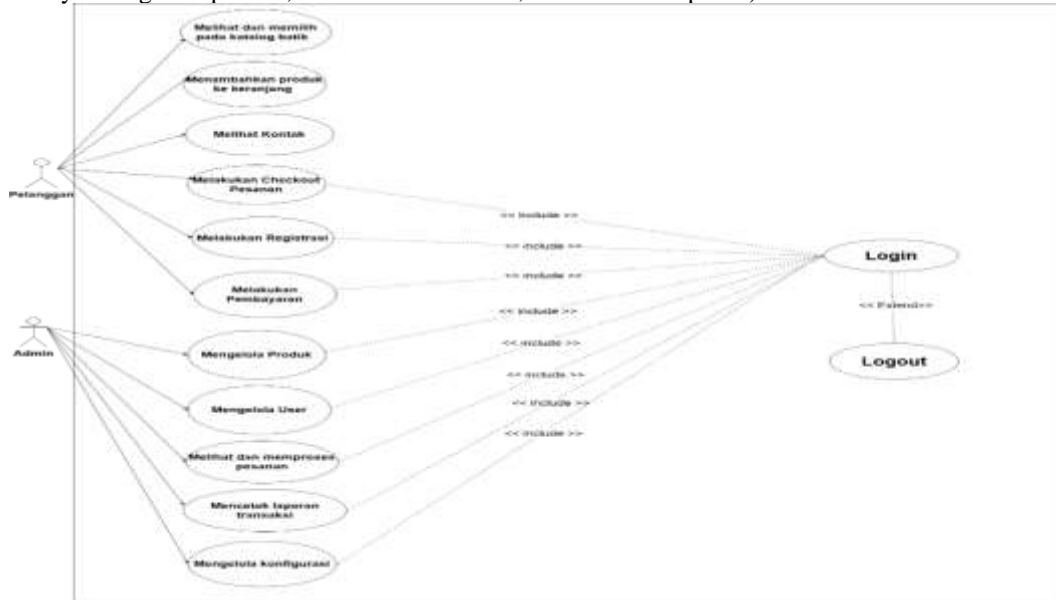 Melihat dan memilih
pada katalog batik
Menambahkan produk
ke keranjang
Melihat Kontak
Melakukan Checkout
Pesanan
Pelanggan
Melakukan Registrasi
Melakukan
Pembayaran
Admin
Mengelola Produk
Mengelola User
Melihat dan memproses
pesanan
Mencetak laporan
transaksi
Mengelola konfigurasi
<< Include >>
<< include >>
<< include >>
<< include >>
<< include >>
<< include >>
<< Include >>
<< include >>
Login
<< Extend>>
Logout